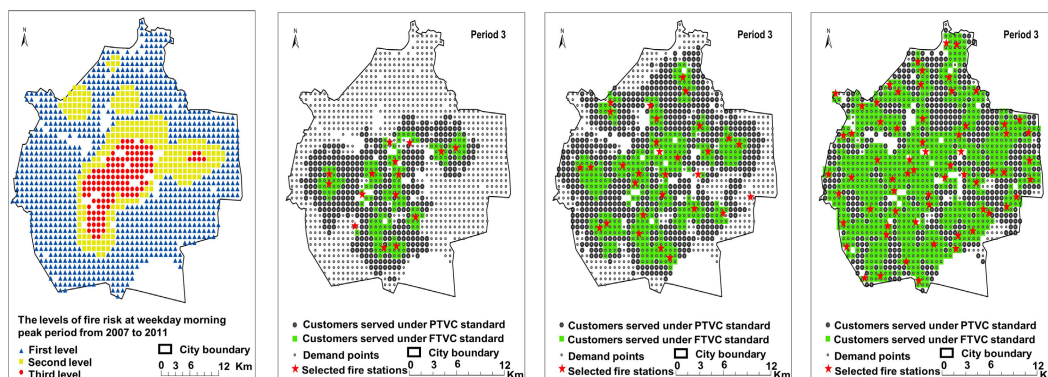 N
The levels of fire risk at weekday morning
peak period from 2007 to 2011
First level
Second level
Third level
City boundary
0 3 6 12 Km
N
Period 3
Customers served under PTVC standard
Customers served under FTVC standard
Demand points
City boundary
Selected fire stations
0 3 6 12
Km
N
Period 3
Customers served under PTVC standard
Customers served under FTVC standard
Demand points
City boundary
Selected fire stations
0 3 6 12
Km
N
Period 3
Customers served under PTVC standard
Customers served under FTVC standard
Demand points
City boundary
Selected fire stations
0 3 6 12
Km